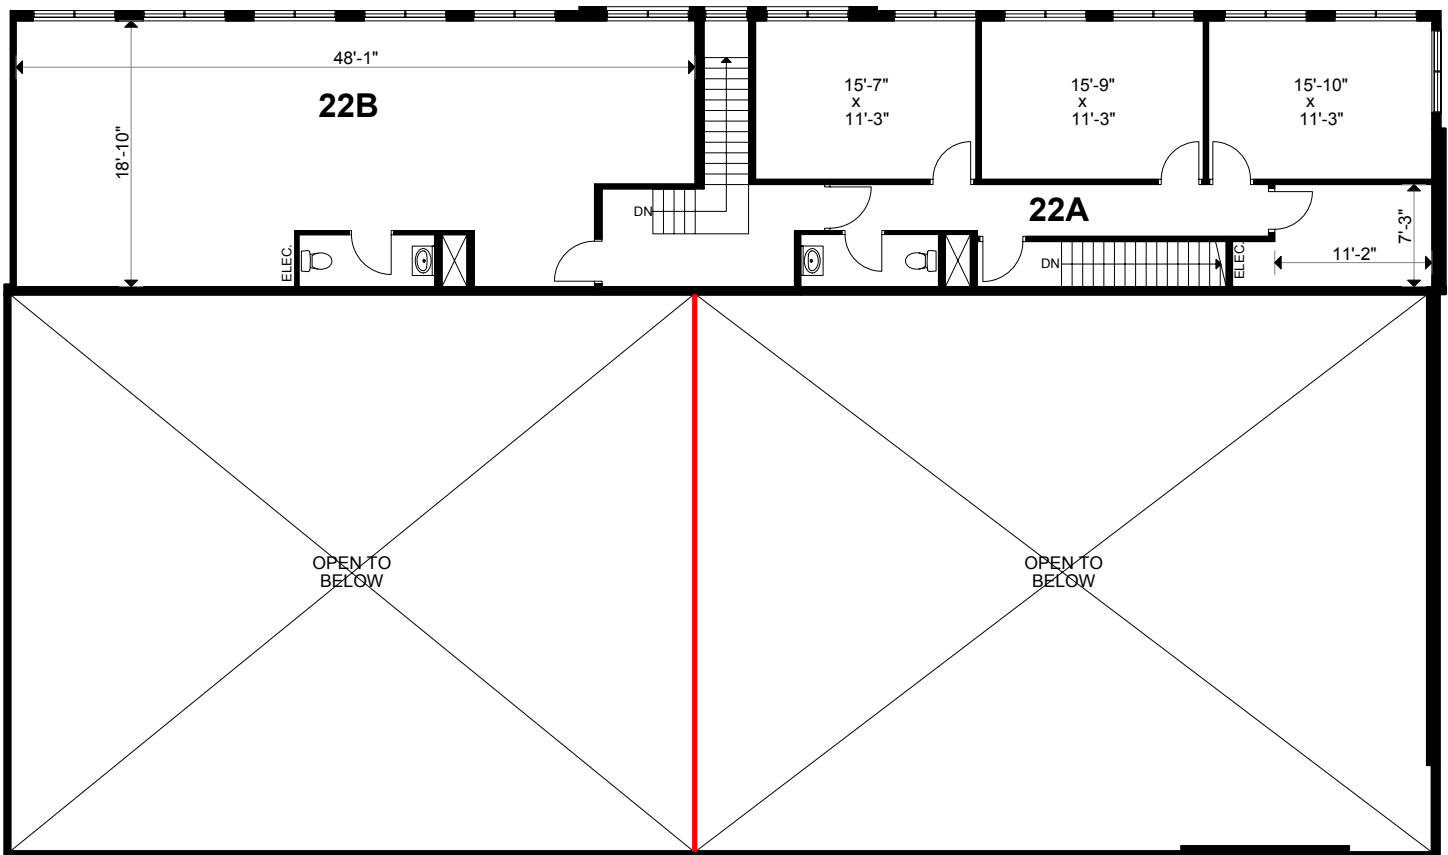 48'-1"
22B
18'-10"
15'-7"
x
11'-3"
15'-9"
x
11'-3"
15'-10"
x
11'-3"
DN
22A
7'-3"
11'-2"
ELEC.
DN
ELEC.
OPEN TO
BELOW
OPEN TO
BELOW